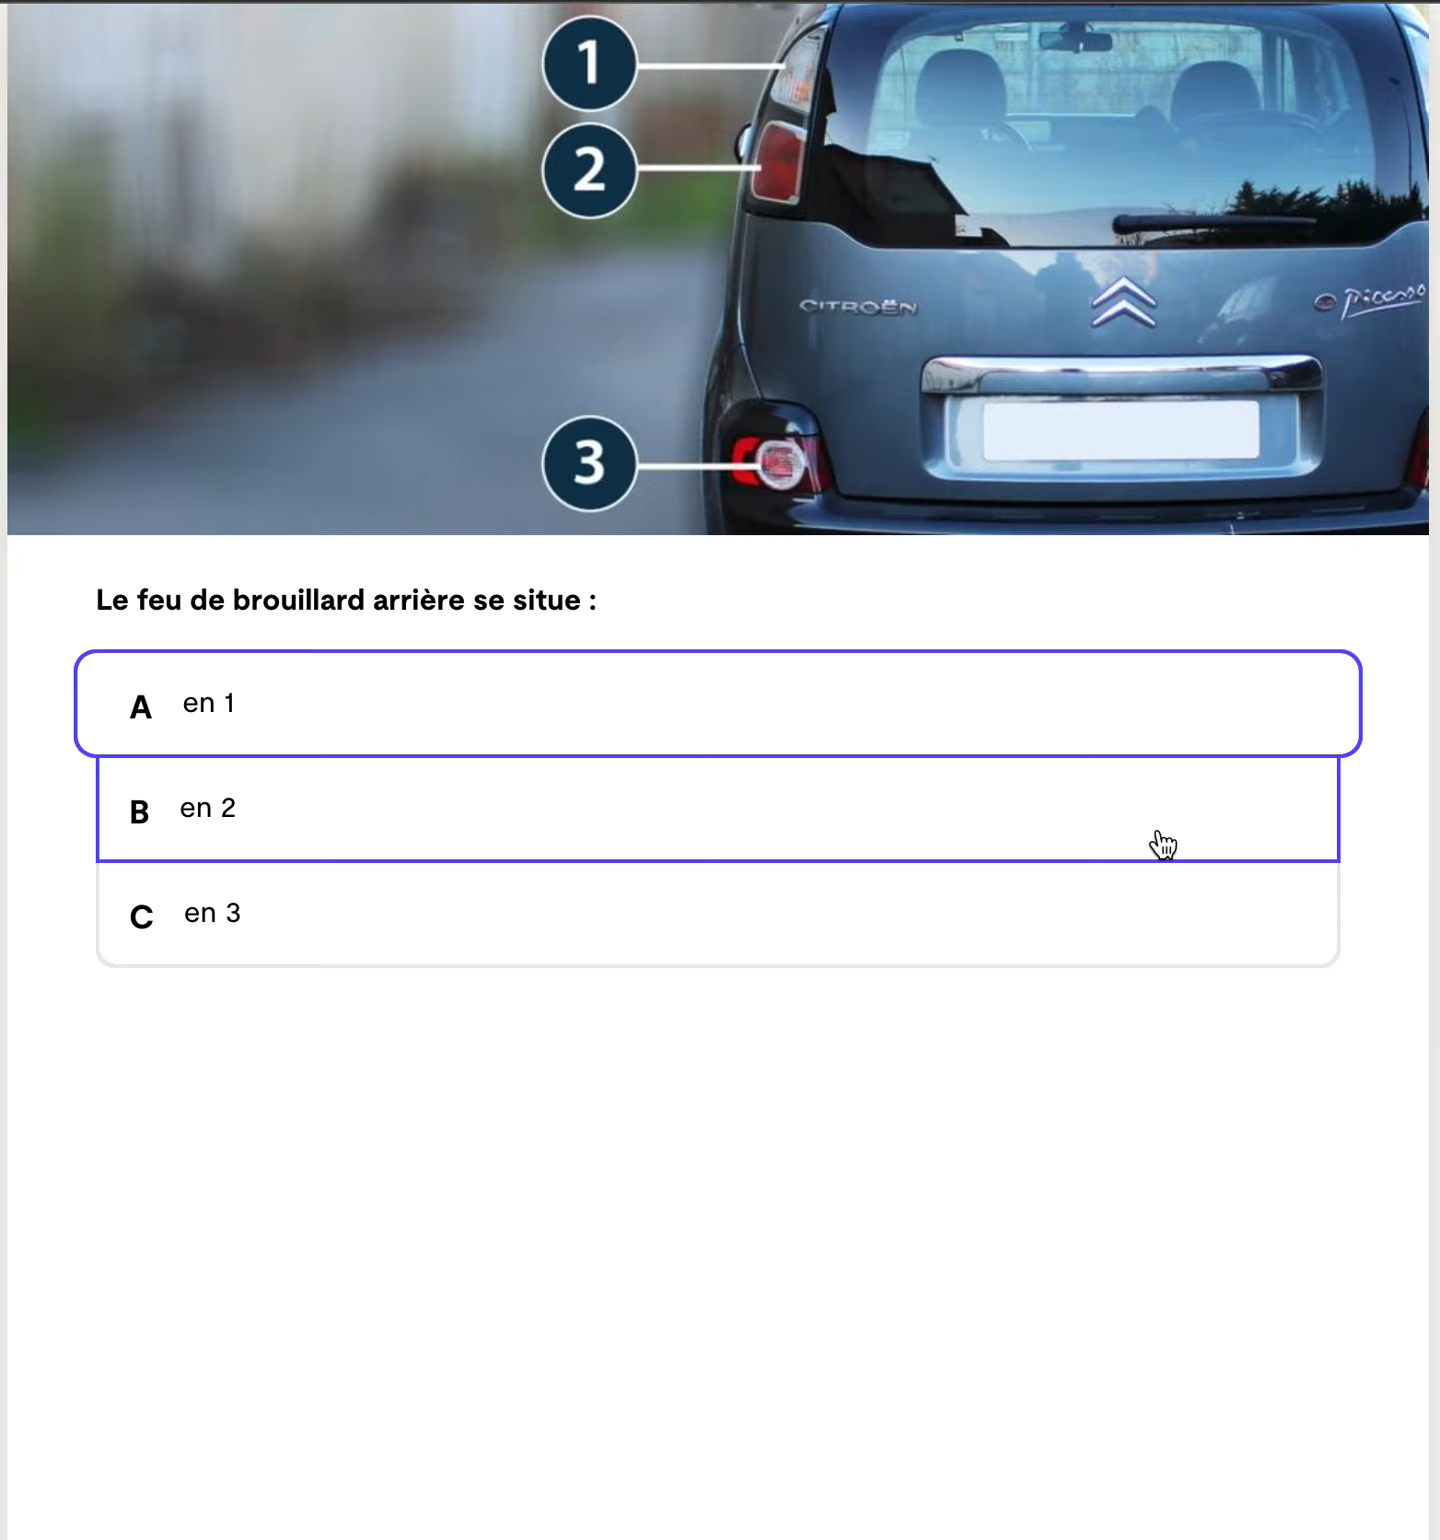 1
2
CITROËN
Picasso
3
Le feu de brouillard arrière se situe :
A en 1
B en 2
C en 3